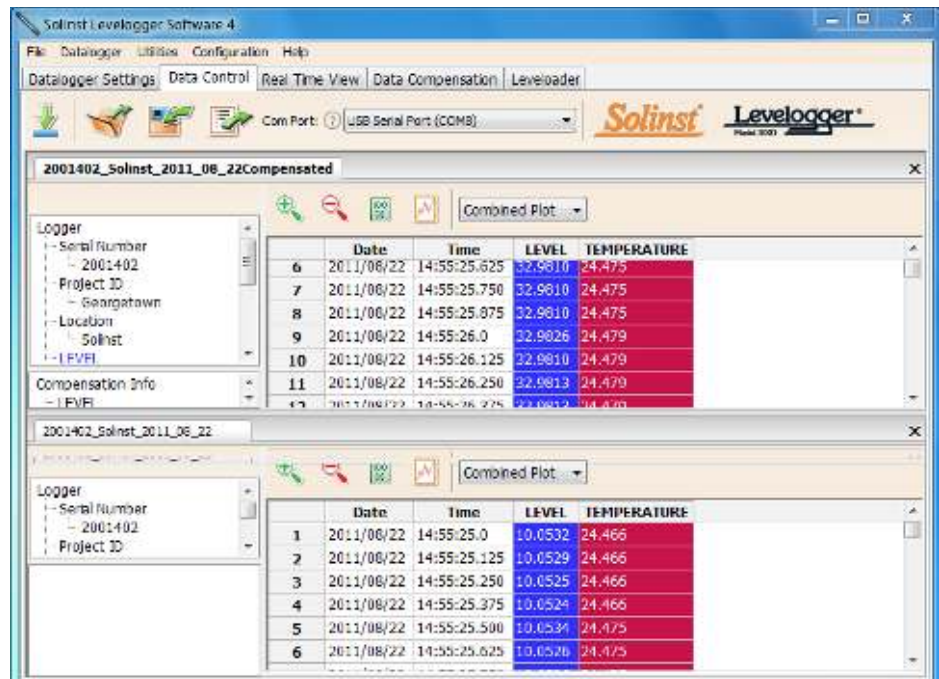 Solinst Levelogger Software 4
File Datalogger Utilities Configuration Help
Datalogger Settings Data Control Real Time View Data Compensation Leveloader
Com Port: ? USB Serial Port (COM8) Solinst Levelogger
2001402_Solinst_2011_08_22Compensated
Combined Plot
Logger
Serial Number
2001402
Project ID
Georgetown
Location
Solinst
LEVEL
Compensation Info
LEVEL
Date Time LEVEL TEMPERATURE
6 2011/08/22 14:55:25.625 32.9810 24.475
7 2011/08/22 14:55:25.750 32.9810 24.475
8 2011/08/22 14:55:25.875 32.9810 24.475
9 2011/08/22 14:55:26.0 32.9826 24.479
10 2011/08/22 14:55:26.125 32.9810 24.479
11 2011/08/22 14:55:26.250 32.9813 24.479
2001402_Solinst_2011_08_22
Combined Plot
Logger
Serial Number
2001402
Project ID
Date Time LEVEL TEMPERATURE
1 2011/08/22 14:55:25.0 10.0532 24.466
2 2011/08/22 14:55:25.125 10.0529 24.466
3 2011/08/22 14:55:25.250 10.0525 24.466
4 2011/08/22 14:55:25.375 10.0524 24.466
5 2011/08/22 14:55:25.500 10.0534 24.475
6 2011/08/22 14:55:25.625 10.0526 24.475